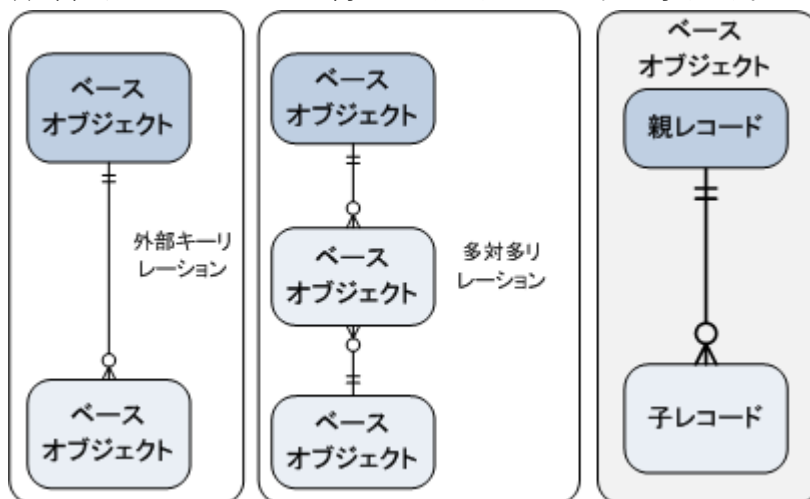 ベース
オブジェクト
外部キーリ
レーション
ベース
オブジェクト
ベース
オブジェクト
ベース
オブジェクト
多対多リ
レーション
ベース
オブジェクト
ベース
オブジェクト
親レコード
子レコード